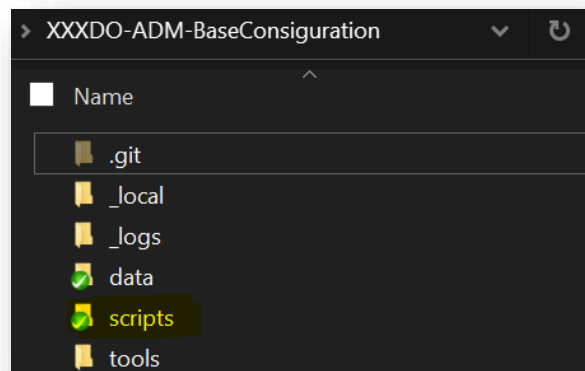 XXXDO-ADM-BaseConsiguration
Name
.git
_local
_logs
data
scripts
tools